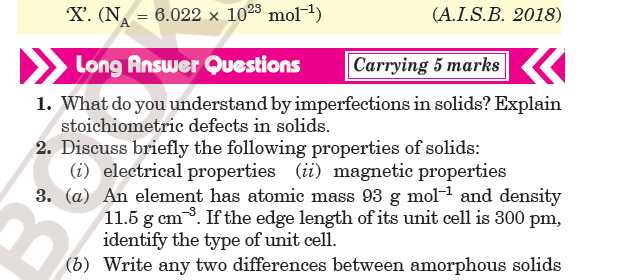 ‘X’. (N_A = 6.022 × 10²³ mol⁻¹) (A.I.S.B. 2018)
Long Answer Questions Carrying 5 marks
1. What do you understand by imperfections in solids? Explain
stoichiometric defects in solids.
2. Discuss briefly the following properties of solids:
(i) electrical properties (ii) magnetic properties
3. (a) An element has atomic mass 93 g mol⁻¹ and density
11.5 g cm⁻³. If the edge length of its unit cell is 300 pm,
identify the type of unit cell.
(b) Write any two differences between amorphous solids